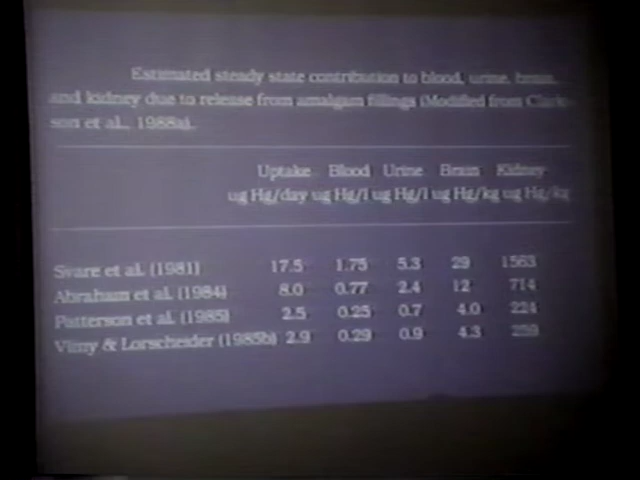 Estimated steady state contribution to blood, urine, brain,
and kidney due to release from amalgam fillings (Modified from Clark-
son et al., 1988a).
Uptake Blood Urine Brain Kidney
ug Hg/day ug Hg/l ug Hg/l ug Hg/kg ug Hg/kg
Svare et al. (1981) 17.5 1.75 5.3 29 1563
Abraham et al. (1984) 8.0 0.77 2.4 12 714
Patterson et al. (1985) 2.5 0.25 0.7 4.0 224
Vimy & Lorscheider (1985b) 2.9 0.29 0.9 4.3 259